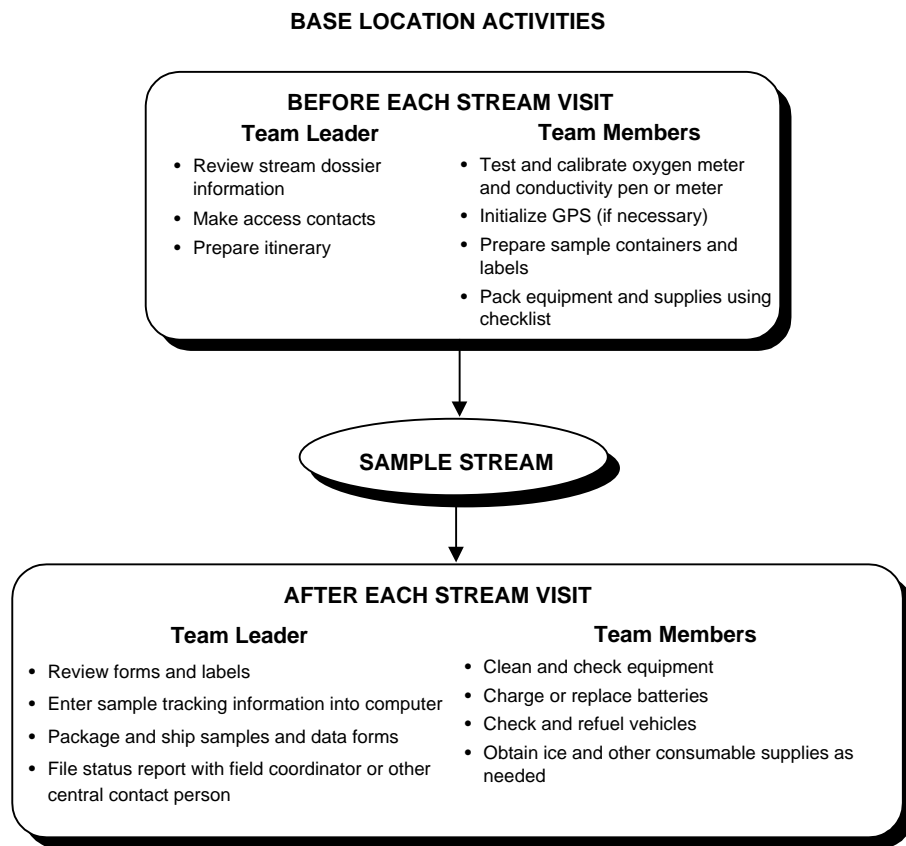 BASE LOCATION ACTIVITIES
BEFORE EACH STREAM VISIT
Team Leader
• Review stream dossier
information
• Make access contacts
• Prepare itinerary
Team Members
• Test and calibrate oxygen meter
and conductivity pen or meter
• Initialize GPS (if necessary)
• Prepare sample containers and
labels
• Pack equipment and supplies using
checklist
SAMPLE STREAM
AFTER EACH STREAM VISIT
Team Leader
• Review forms and labels
• Enter sample tracking information into computer
• Package and ship samples and data forms
• File status report with field coordinator or other
central contact person
Team Members
• Clean and check equipment
• Charge or replace batteries
• Check and refuel vehicles
• Obtain ice and other consumable supplies as
needed